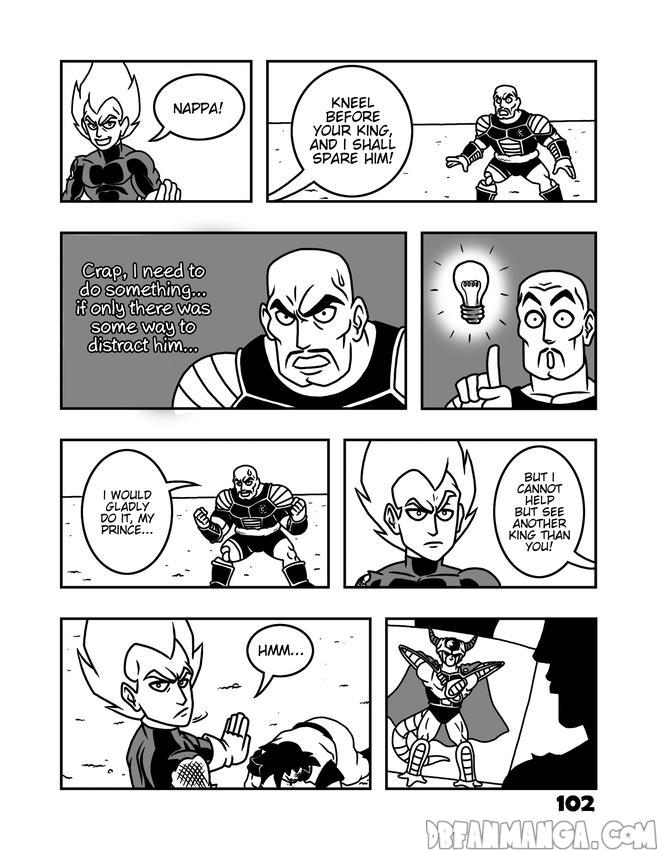 NAPPA!
KNEEL
BEFORE
YOUR KING,
AND I SHALL
SPARE HIM!
Crap, I need to
do something...
if only there was
some way to
distract him...
I WOULD
GLADLY
DO IT, MY
PRINCE...
BUT I
CANNOT
HELP
BUT SEE
ANOTHER
KING THAN
YOU!
HMM...
102
DBFANMANGA.COM